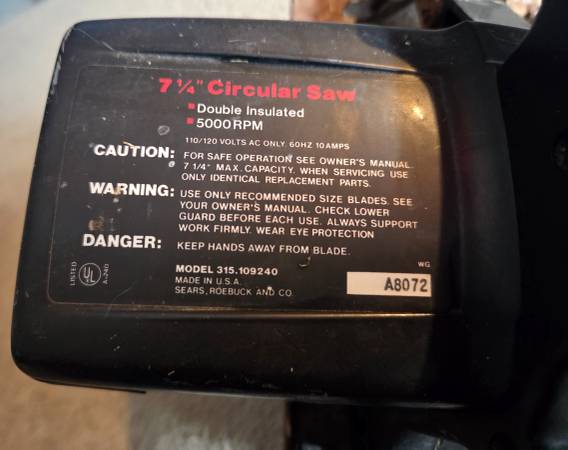 7 1/4" Circular Saw
Double Insulated
5000RPM
110/120 VOLTS AC ONLY 60HZ 10AMPS
CAUTION: FOR SAFE OPERATION SEE OWNER'S MANUAL.
7 1/4" MAX. CAPACITY. WHEN SERVICING USE
ONLY IDENTICAL REPLACEMENT PARTS.
WARNING: USE ONLY RECOMMENDED SIZE BLADES. SEE
YOUR OWNER'S MANUAL. CHECK LOWER
GUARD BEFORE EACH USE. ALWAYS SUPPORT
WORK FIRMLY. WEAR EYE PROTECTION
DANGER: KEEP HANDS AWAY FROM BLADE.
LISTED
UL
A-240
MODEL 315.109240
MADE IN U.S.A.
SEARS, ROEBUCK AND CO.
WG
A8072